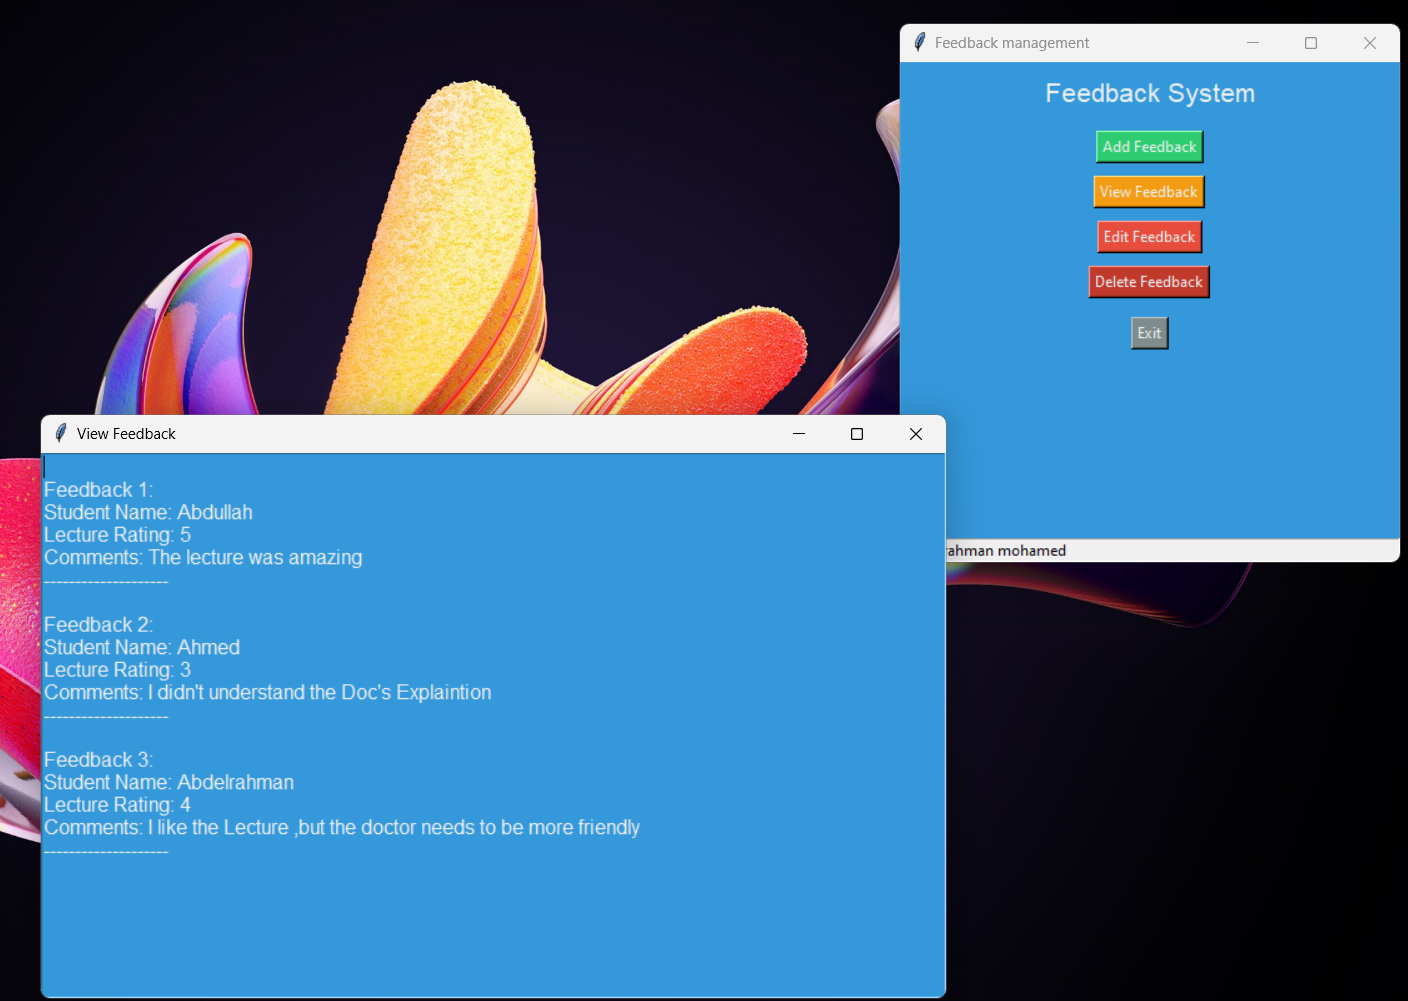 Feedback management
Feedback System
Add Feedback
View Feedback
Edit Feedback
Delete Feedback
Exit
mohamed
View Feedback
Feedback 1:
Student Name: Abdullah
Lecture Rating: 5
Comments: The lecture was amazing
--------------------
Feedback 2:
Student Name: Ahmed
Lecture Rating: 3
Comments: I didn't understand the Doc's Explaintion
--------------------
Feedback 3:
Student Name: Abdelrahman
Lecture Rating: 4
Comments: I like the Lecture ,but the doctor needs to be more friendly
--------------------